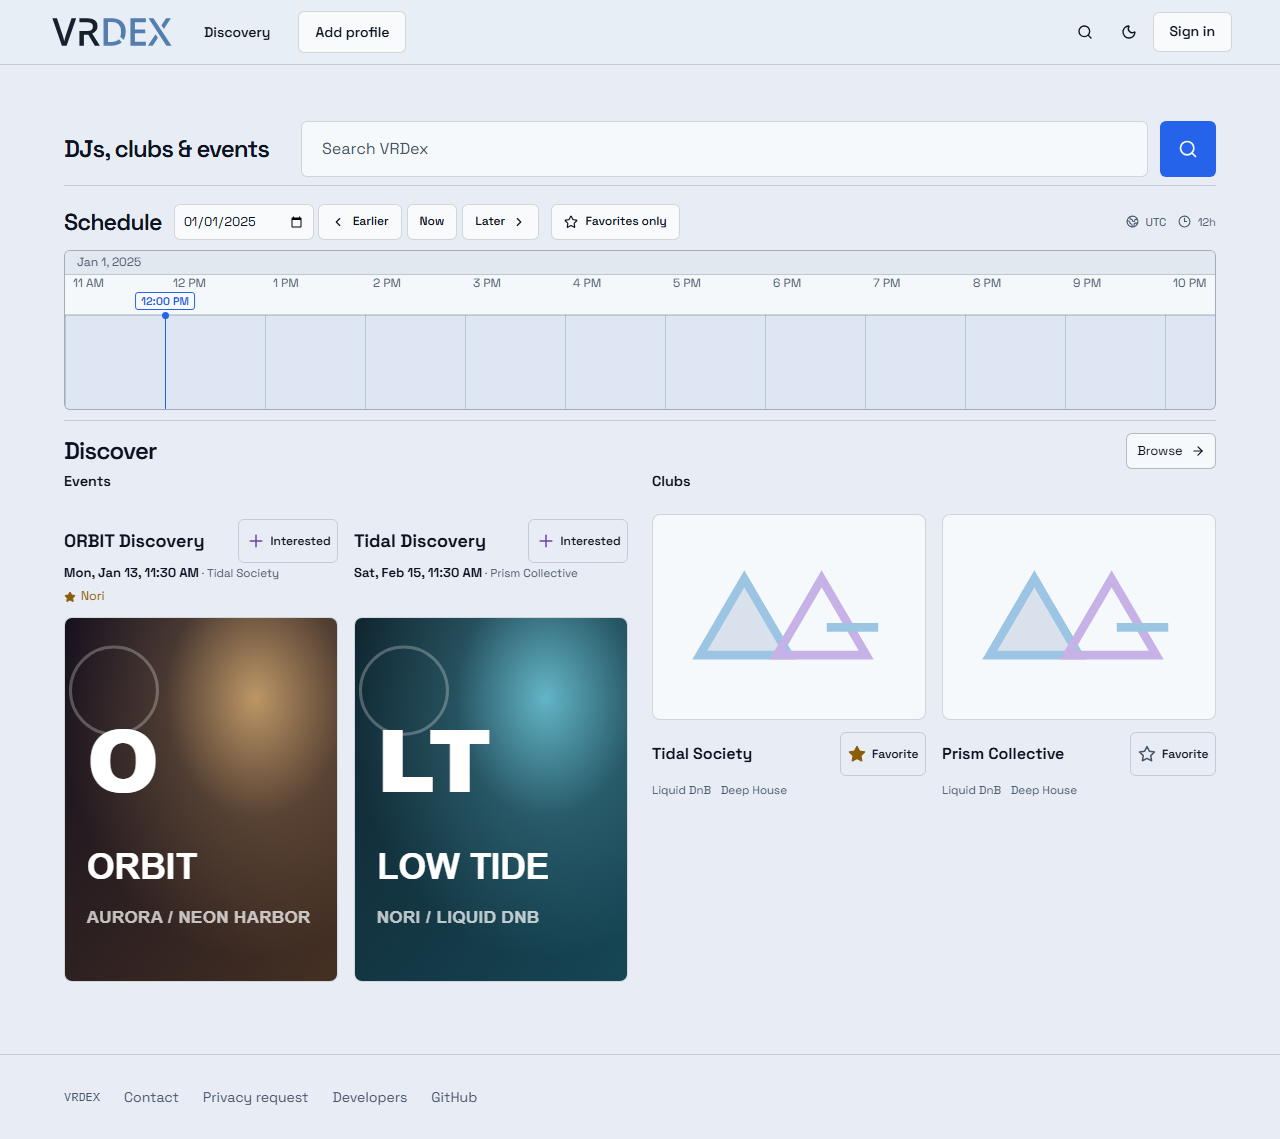 VRDEX Discovery Add profile Sign in
DJs, clubs & events Search VRDex
Schedule 01/01/2025 Earlier Now Later Favorites only UTC 12h
Jan 1, 2025
11 AM 12 PM 1 PM 2 PM 3 PM 4 PM 5 PM 6 PM 7 PM 8 PM 9 PM 10 PM
12:00 PM
Discover Browse
Events Clubs
ORBIT Discovery Interested Tidal Discovery Interested
Mon, Jan 13, 11:30 AM · Tidal Society Sat, Feb 15, 11:30 AM · Prism Collective
Nori
O LT
Tidal Society Favorite Prism Collective Favorite
Liquid DnB Deep House Liquid DnB Deep House
ORBIT LOW TIDE
AURORA / NEON HARBOR NORI / LIQUID DNB
VRDEX Contact Privacy request Developers GitHub